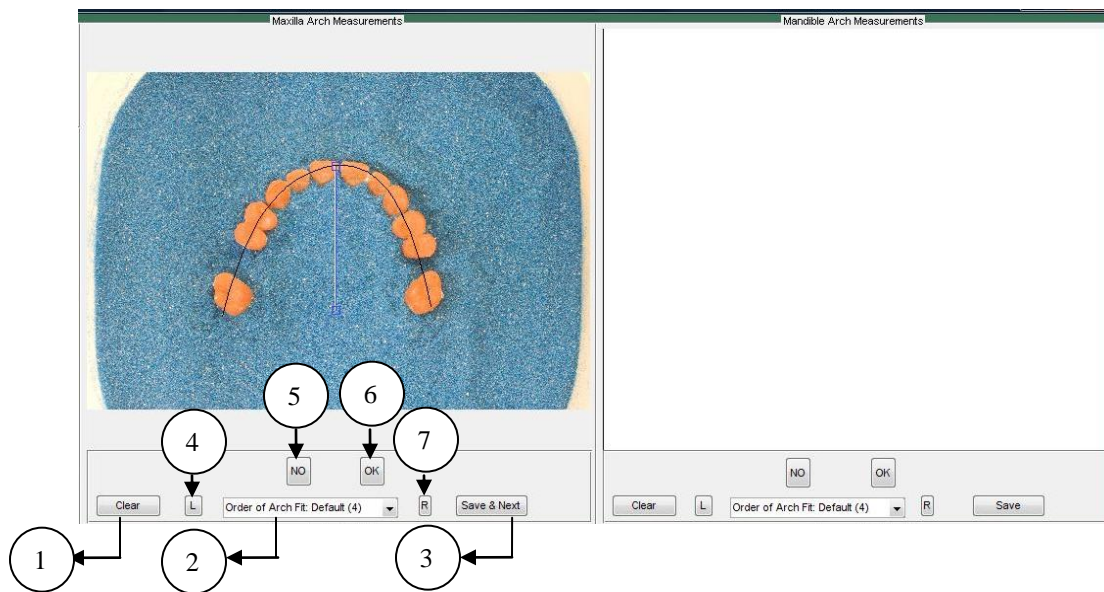 Maxilla Arch Measurements
Mandible Arch Measurements
5
6
4
7
NO
OK
NO
OK
Clear
L
Order of Arch Fit: Default (4)
R
Save & Next
Clear
L
Order of Arch Fit: Default (4)
R
Save
1
2
3